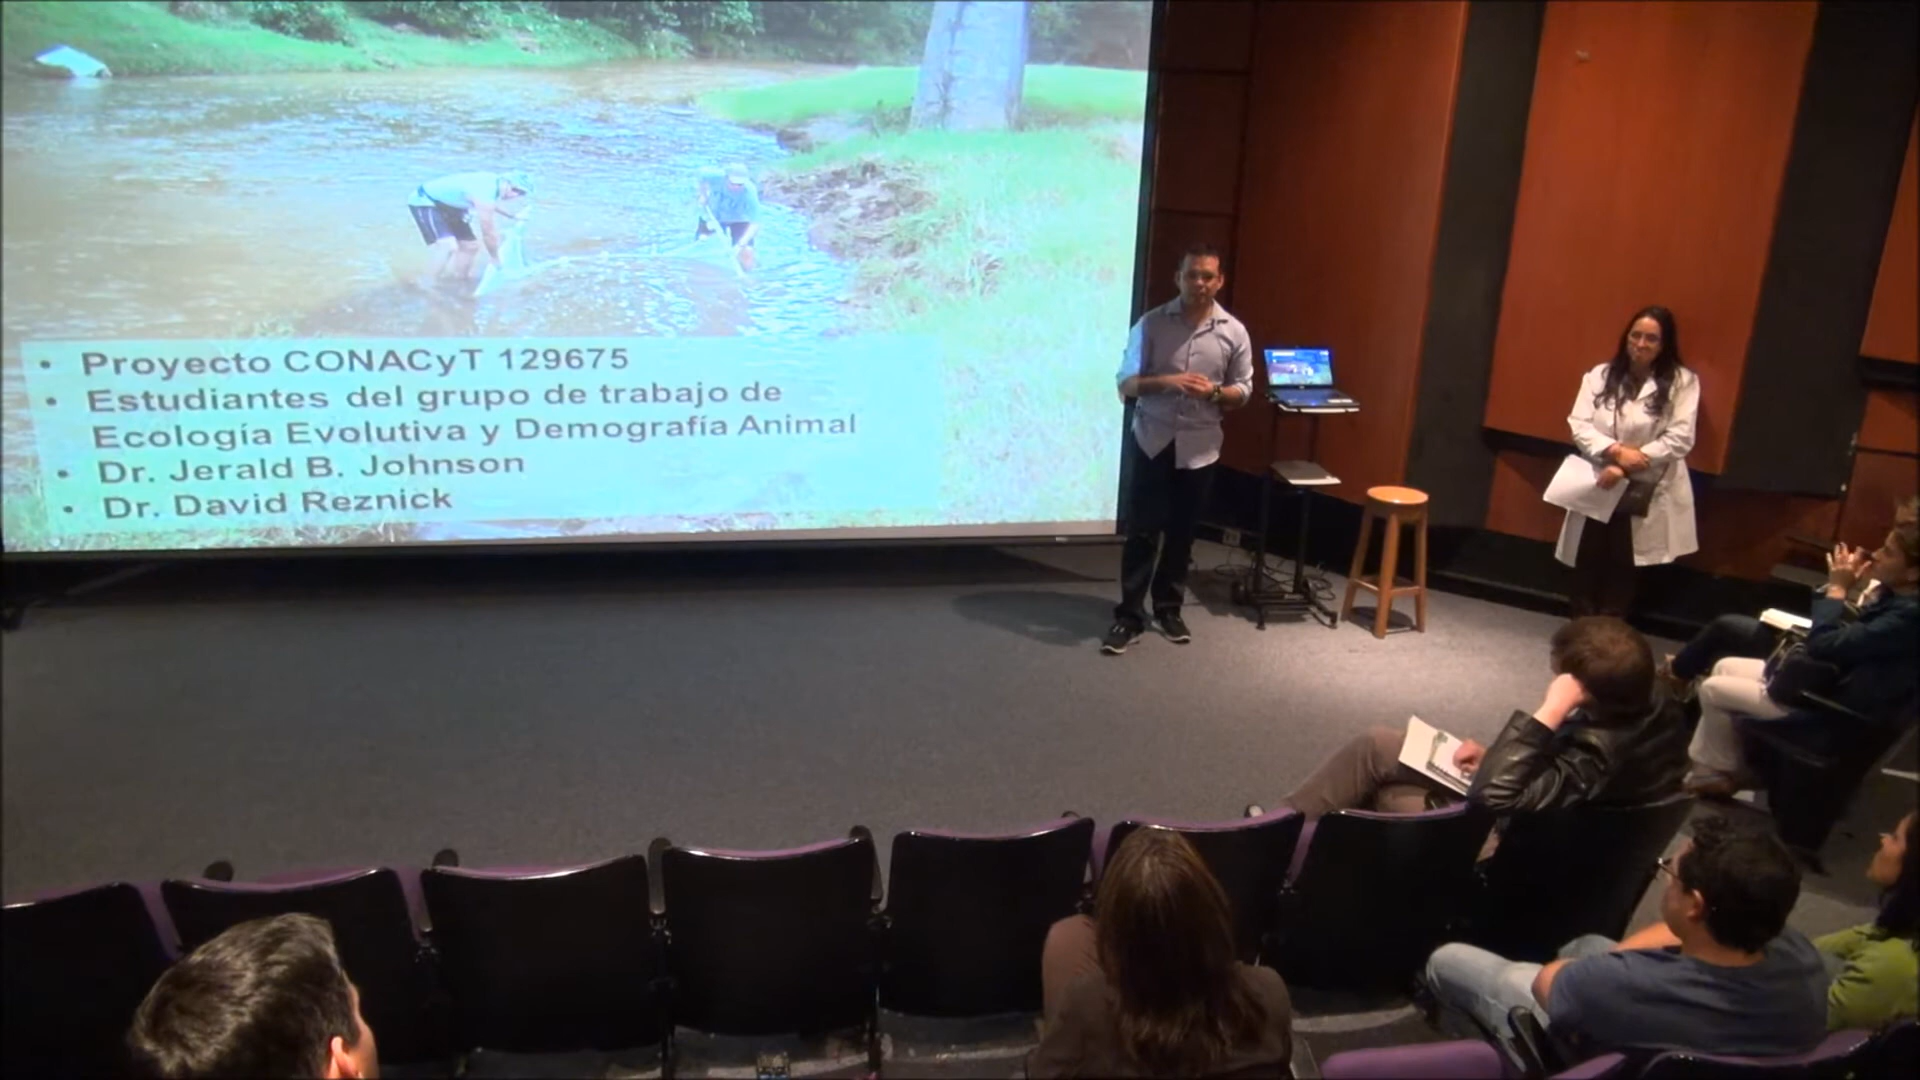 • Proyecto CONACyT 129675
• Estudiantes del grupo de trabajo de
Ecología Evolutiva y Demografía Animal
• Dr. Jerald B. Johnson
• Dr. David Reznick